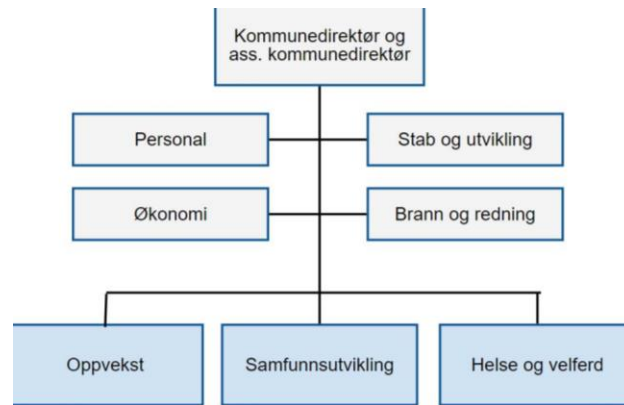 Kommunedirektør og
ass. kommunedirektør
Personal
Stab og utvikling
Økonomi
Brann og redning
Oppvekst
Samfunnsutvikling
Helse og velferd